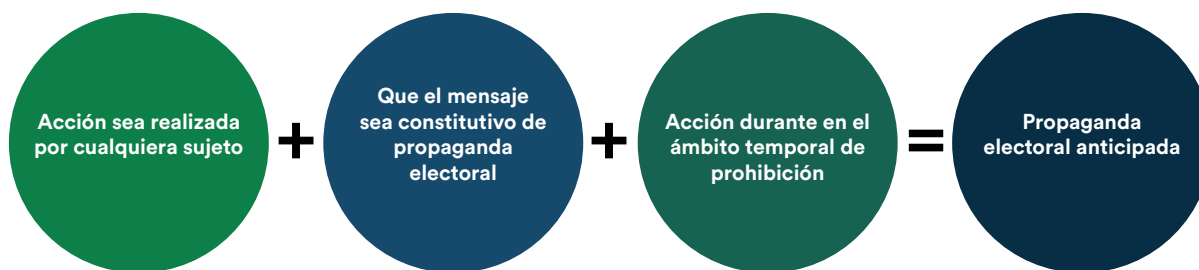 Acción sea realizada
por cualquiera sujeto
+
Que el mensaje
sea constitutivo de
propaganda
electoral
+
Acción durante en el
ámbito temporal de
prohibición
=
Propaganda
electoral anticipada